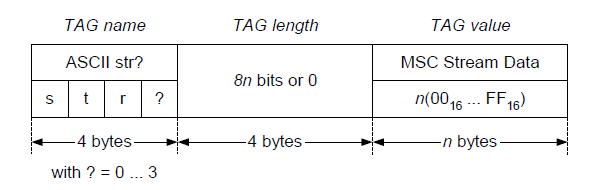 TAG name TAG length TAG value
ASCII str? 8n bits or 0 MSC Stream Data
s t r ? n(00₁₆ ... FF₁₆)
4 bytes 4 bytes n bytes
with ? = 0 ... 3